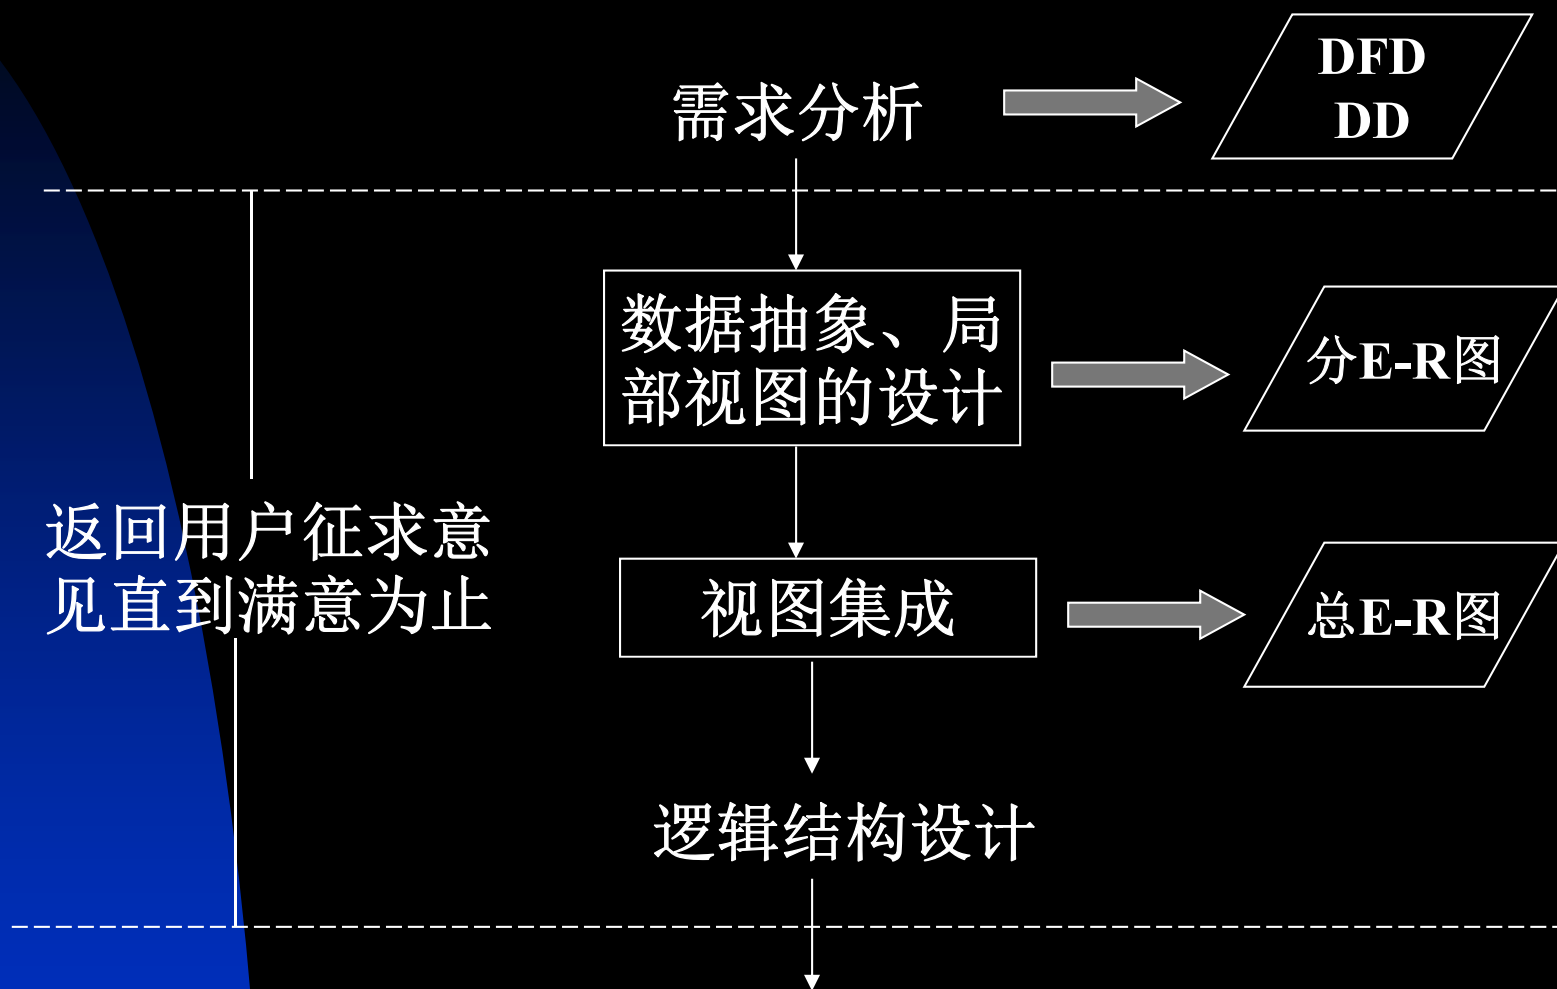 需求分析
DFD
DD
数据抽象、局
部视图的设计
分E-R图
返回用户征求意
见直到满意为止
视图集成
总E-R图
逻辑结构设计